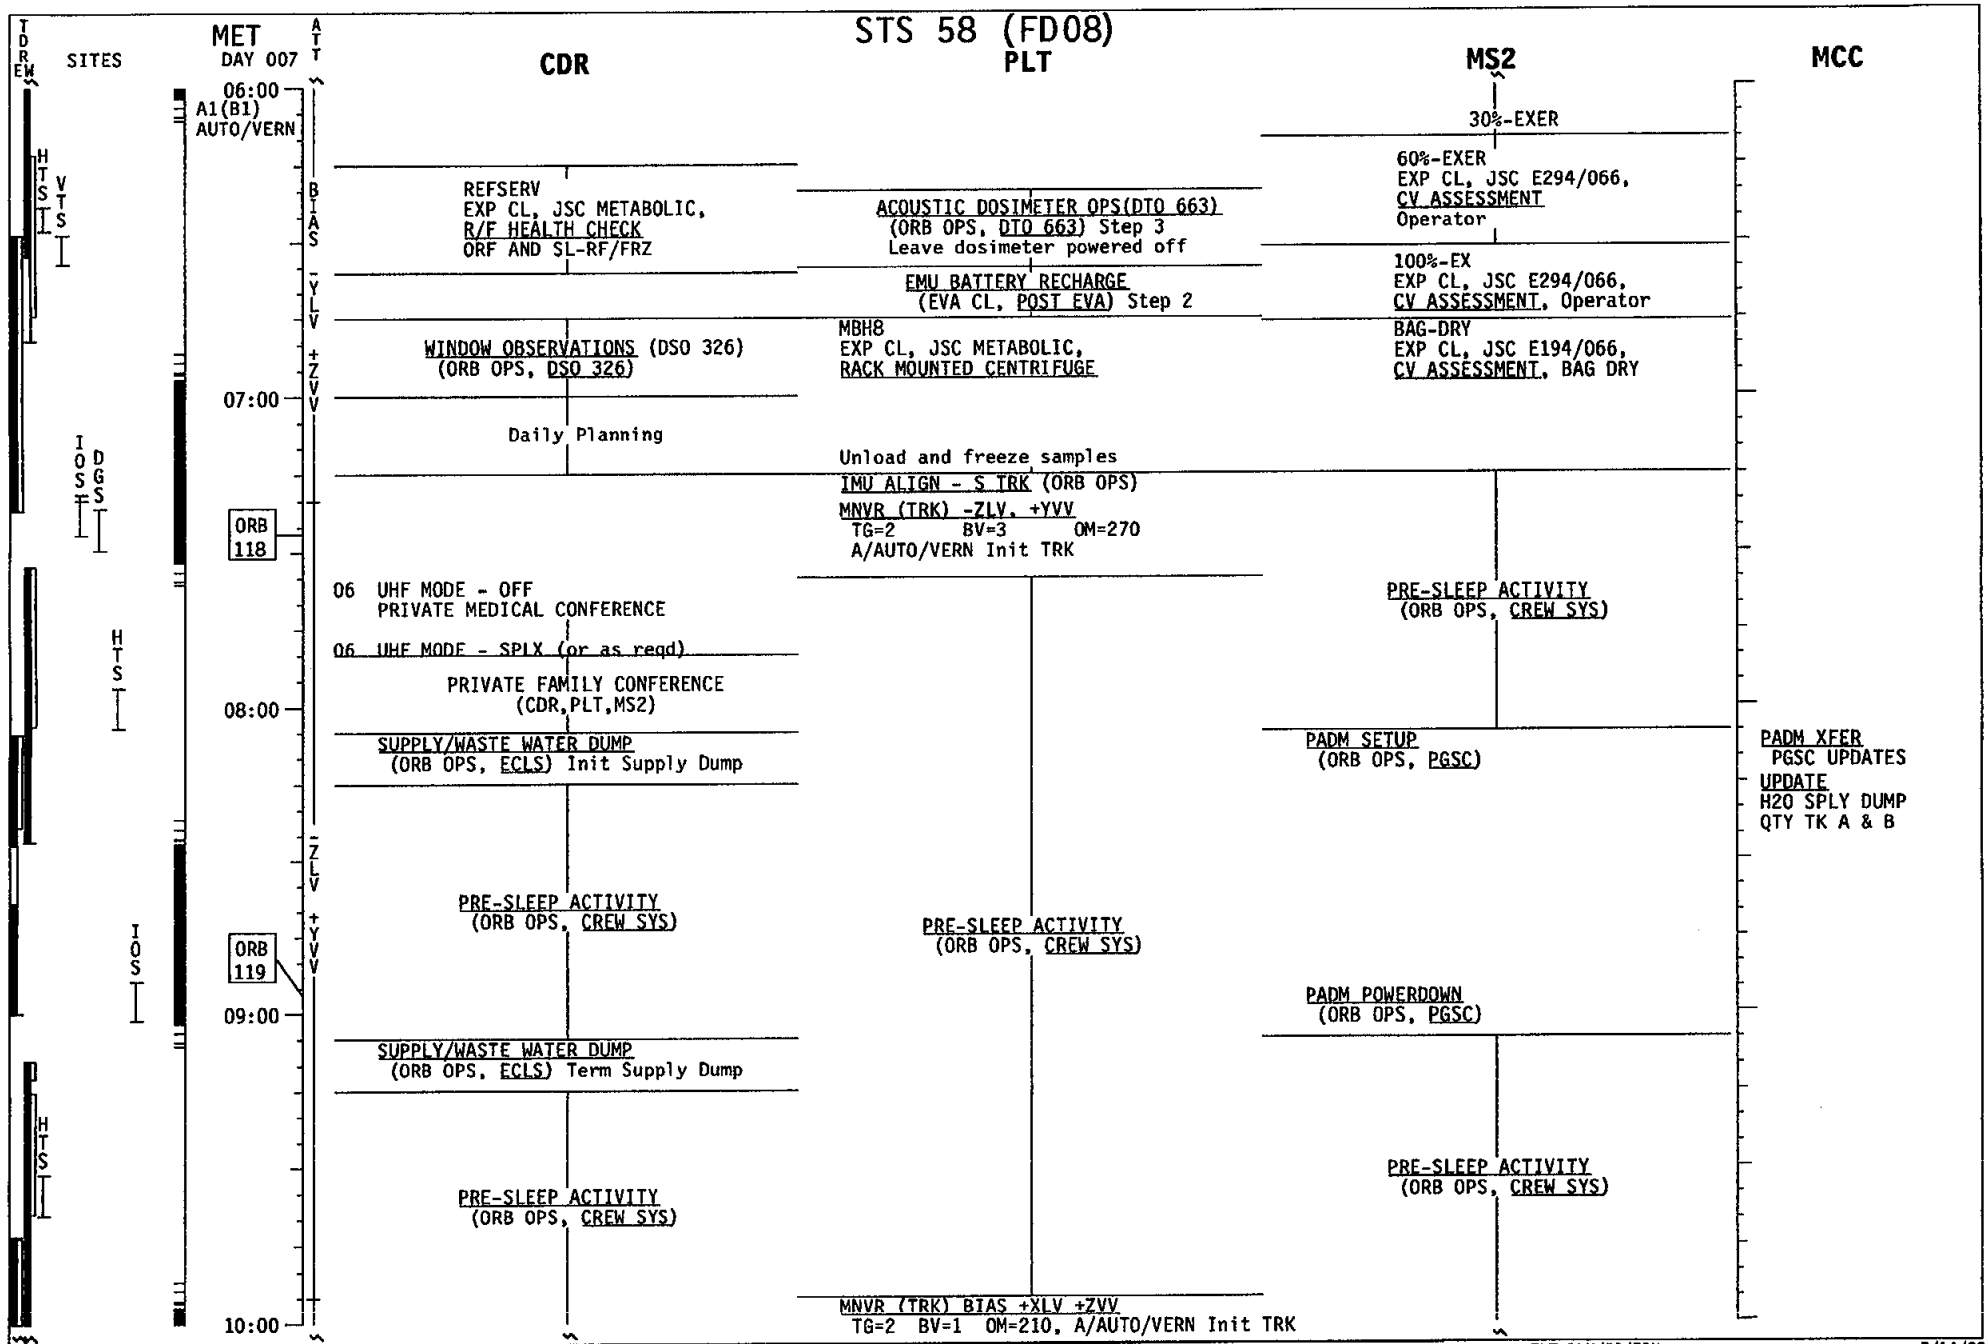 STS 58 (FD08)
TDRE W
SITES
MET
DAY 007
ATT
CDR
PLT
MS2
MCC
06:00
A1(B1)
AUTO/VERN
HTS
VTS
BIAS -YLV +ZVV
REFSERV
EXP CL, JSC METABOLIC,
R/F HEALTH CHECK
ORF AND SL-RF/FRZ
WINDOW OBSERVATIONS (DSO 326)
(ORB OPS, DSO 326)
07:00
Daily Planning
IOS
DGS
ORB
118
06 UHF MODE - OFF
PRIVATE MEDICAL CONFERENCE
06 UHF MODE - SPLX (or as reqd)
HTS
PRIVATE FAMILY CONFERENCE
(CDR,PLT,MS2)
08:00
SUPPLY/WASTE WATER DUMP
(ORB OPS, ECLS) Init Supply Dump
-ZLV +YVV
PRE-SLEEP ACTIVITY
(ORB OPS, CREW SYS)
IOS
ORB
119
09:00
SUPPLY/WASTE WATER DUMP
(ORB OPS, ECLS) Term Supply Dump
HTS
PRE-SLEEP ACTIVITY
(ORB OPS, CREW SYS)
10:00
ACOUSTIC DOSIMETER OPS(DTO 663)
(ORB OPS, DTO 663) Step 3
Leave dosimeter powered off
EMU BATTERY RECHARGE
(EVA CL, POST EVA) Step 2
MBH8
EXP CL, JSC METABOLIC,
RACK MOUNTED CENTRIFUGE
Unload and freeze samples
IMU ALIGN - S TRK (ORB OPS)
MNVR (TRK) -ZLV, +YVV
TG=2 BV=3 OM=270
A/AUTO/VERN Init TRK
PRE-SLEEP ACTIVITY
(ORB OPS, CREW SYS)
MNVR (TRK) BIAS +XLV +ZVV
TG=2 BV=1 OM=210, A/AUTO/VERN Init TRK
30%-EXER
60%-EXER
EXP CL, JSC E294/066,
CV ASSESSMENT
Operator
100%-EX
EXP CL, JSC E294/066,
CV ASSESSMENT, Operator
BAG-DRY
EXP CL, JSC E194/066,
CV ASSESSMENT, BAG DRY
PRE-SLEEP ACTIVITY
(ORB OPS, CREW SYS)
PADM SETUP
(ORB OPS, PGSC)
PADM POWERDOWN
(ORB OPS, PGSC)
PRE-SLEEP ACTIVITY
(ORB OPS, CREW SYS)
PADM XFER
PGSC UPDATES
UPDATE
H2O SPLY DUMP
QTY TK A & B